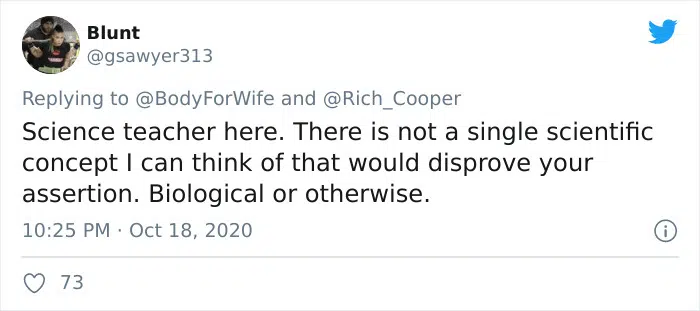 Blunt
@gsawyer313
Replying to @BodyForWife and @Rich_Cooper
Science teacher here. There is not a single scientific
concept I can think of that would disprove your
assertion. Biological or otherwise.
10:25 PM · Oct 18, 2020
73